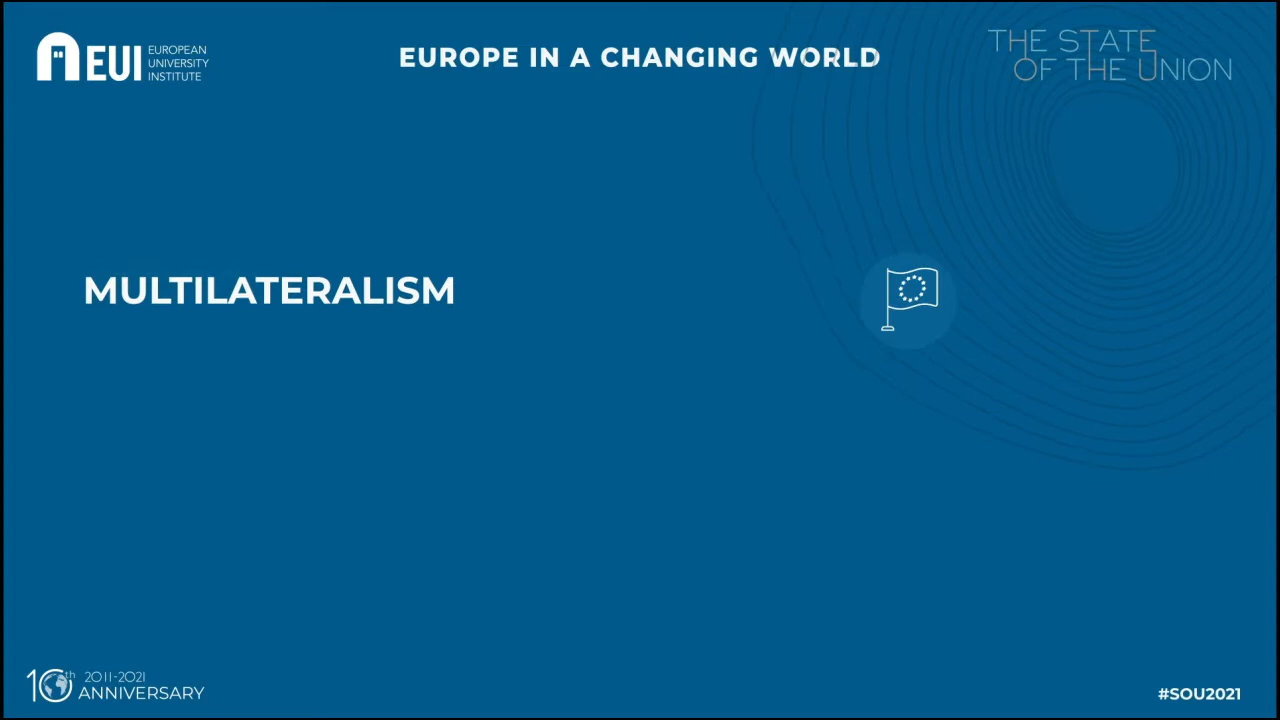 EUI
EUROPEAN
UNIVERSITY
INSTITUTE
EUROPE IN A CHANGING WORLD
THE STATE
OF THE UNION
MULTILATERALISM
10th
2011-2021
ANNIVERSARY
#SOU2021